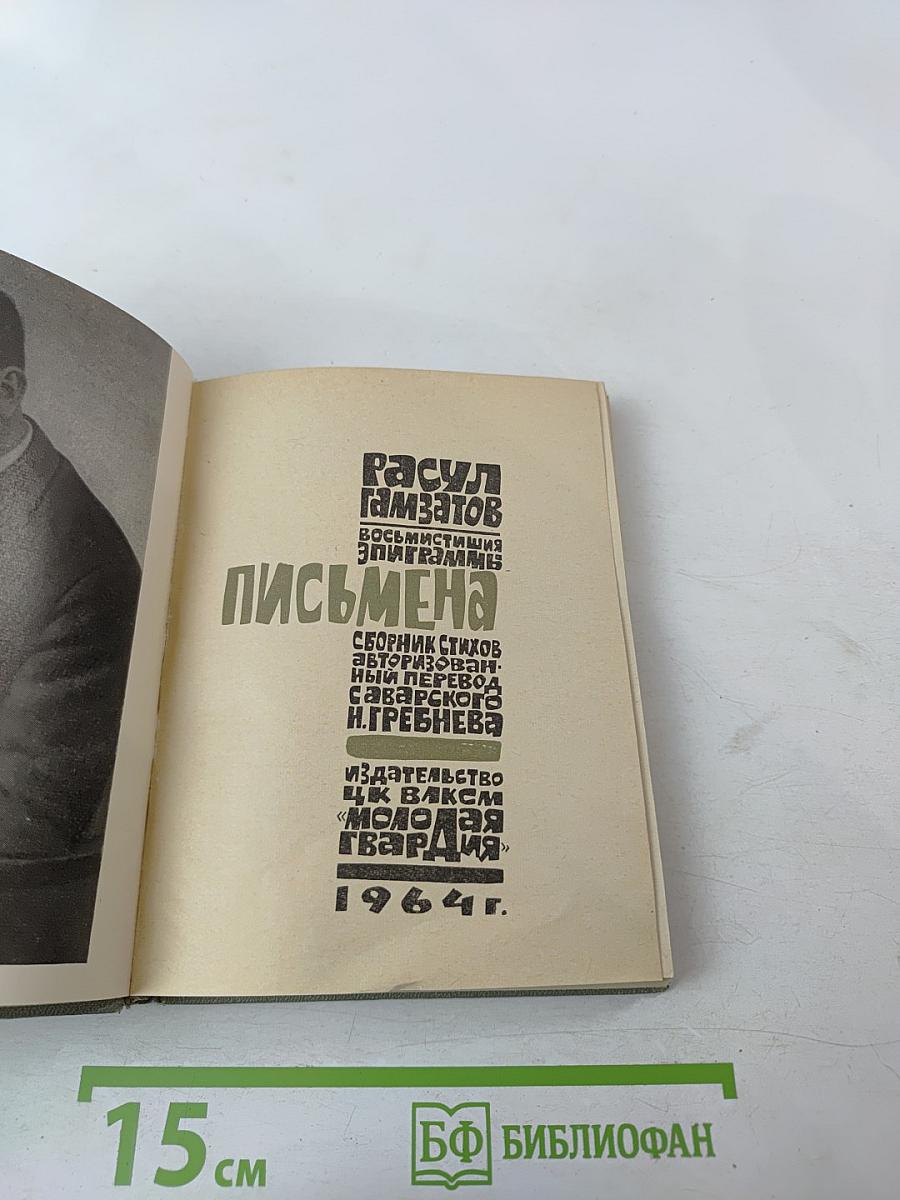 Расул
Гамзатов
восьмистишия
эпиграммы
ПИСЬМЕНА
сборник стихов
авторизован-
ный перевод
с аварского
Н. Гребнева
издательство
ЦК ВЛКСМ
«Молодая
гвардия»
1964 г.
15 см
БФ БИБЛИОФАН